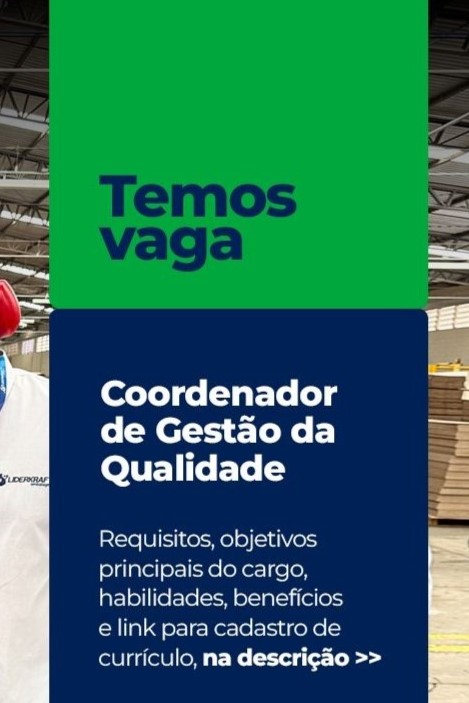 Temos
vaga
Coordenador
de Gestão da
Qualidade
LIDERKRAFT
Requisitos, objetivos
principais do cargo,
habilidades, benefícios
e link para cadastro de
currículo, na descrição >>